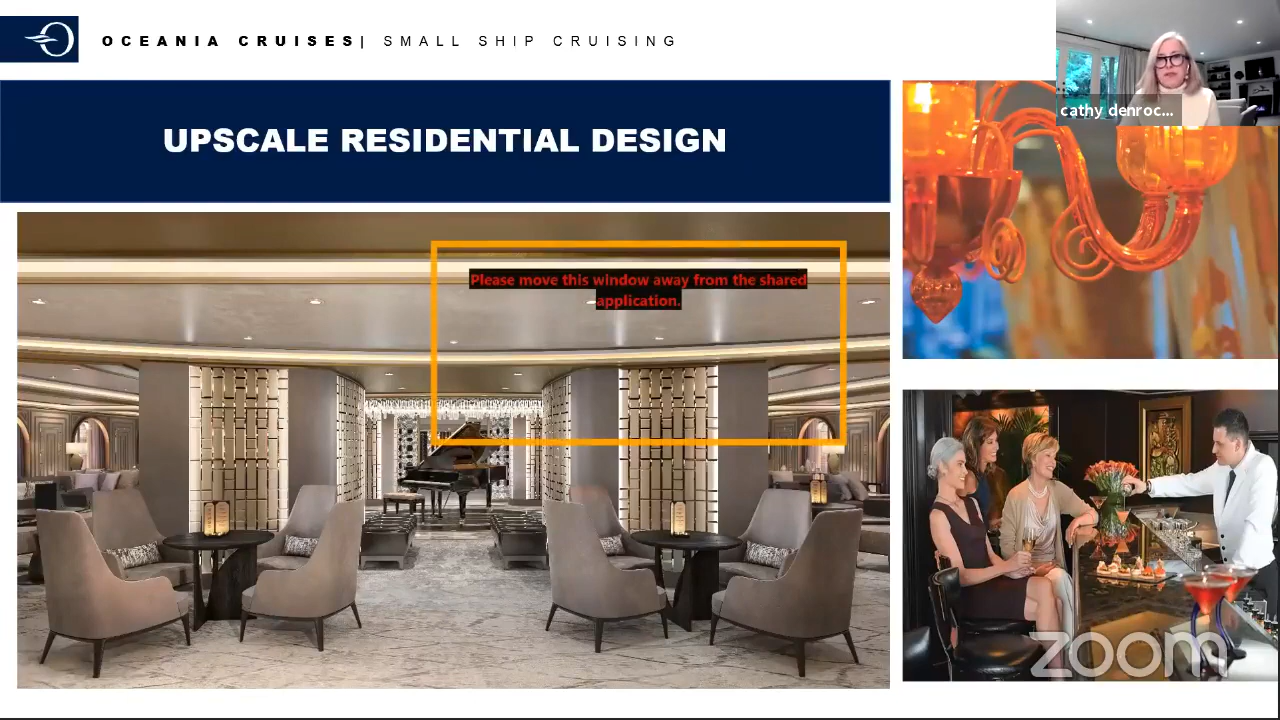 OCEANIA CRUISES| SMALL SHIP CRUISING
cathy denroc...
UPSCALE RESIDENTIAL DESIGN
Please move this window away from the shared
application.
zoom